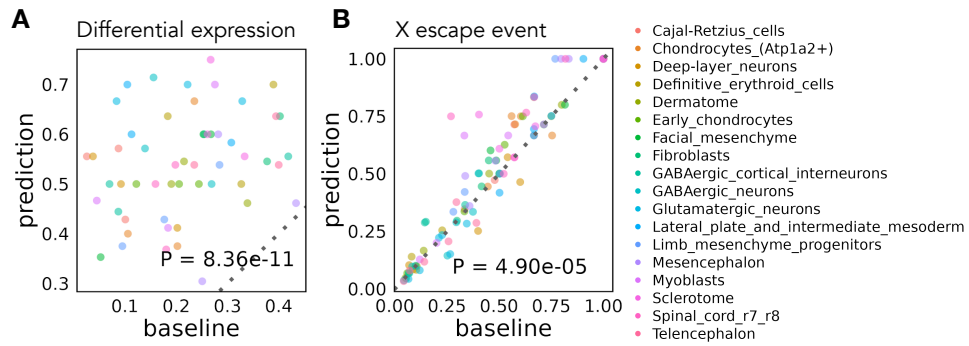 A
Differential expression
prediction
0.7
0.6
0.5
0.4
0.3
P = 8.36e-11
0.1 0.2 0.3 0.4
baseline
B
X escape event
prediction
1.00
0.75
0.50
0.25
0.00
P = 4.90e-05
0.00 0.25 0.50 0.75 1.00
baseline
Cajal-Retzius_cells
Chondrocytes_(Atp1a2+)
Deep-layer_neurons
Definitive_erythroid_cells
Dermatome
Early_chondrocytes
Facial_mesenchyme
Fibroblasts
GABAergic_cortical_interneurons
GABAergic_neurons
Glutamatergic_neurons
Lateral_plate_and_intermediate_mesoderm
Limb_mesenchyme_progenitors
Mesencephalon
Myoblasts
Sclerotome
Spinal_cord_r7_r8
Telencephalon